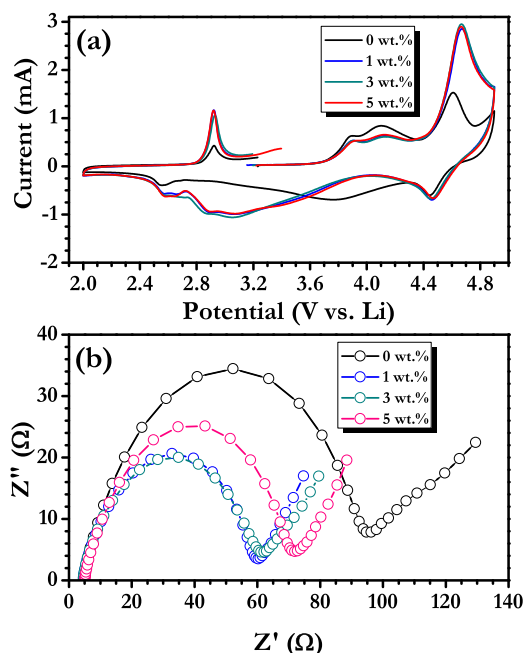 (a)
0 wt.%
1 wt.%
3 wt.%
5 wt.%
Current (mA)
3
2
1
0
-1
-2
2.0 2.4 2.8 3.2 3.6 4.0 4.4 4.8
Potential (V vs. Li)
(b)
0 wt.%
1 wt.%
3 wt.%
5 wt.%
Z'' (Ω)
40
30
20
10
0
0 20 40 60 80 100 120 140
Z' (Ω)